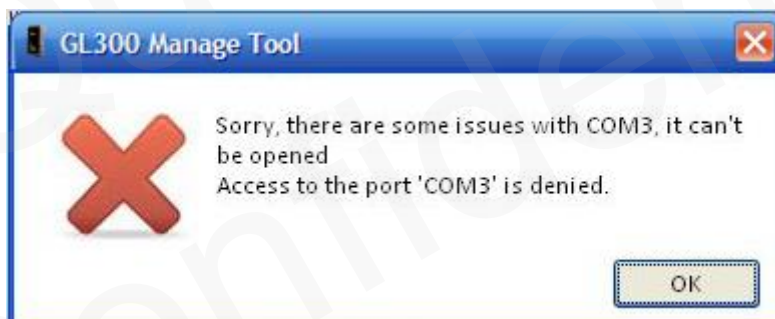 GL300 Manage Tool
Sorry, there are some issues with COM3, it can't
be opened
Access to the port 'COM3' is denied.
OK